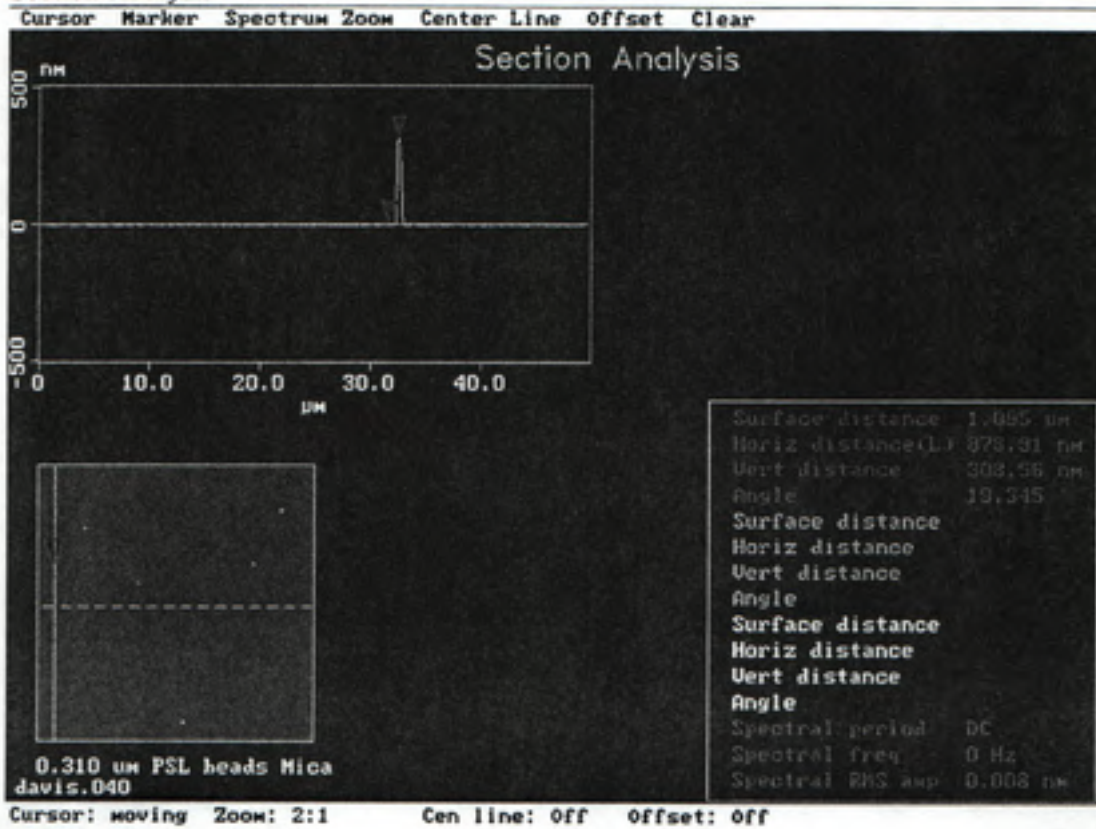 Cursor Marker Spectrum Zoom Center Line Offset Clear
Section Analysis
nM
500
0
-500
0 10.0 20.0 30.0 40.0
µM
Surface distance 1.085 uM
Horiz distance(L) 878.91 nM
Vert distance 308.56 nM
Angle 19.345
Surface distance
Horiz distance
Vert distance
Angle
Surface distance
Horiz distance
Vert distance
Angle
Spectral period DC
Spectral freq 0 Hz
Spectral RMS amp 0.008 nM
0.310 uM PSL heads Mica
davis.040
Cursor: moving Zoom: 2:1 Cen line: Off Offset: Off